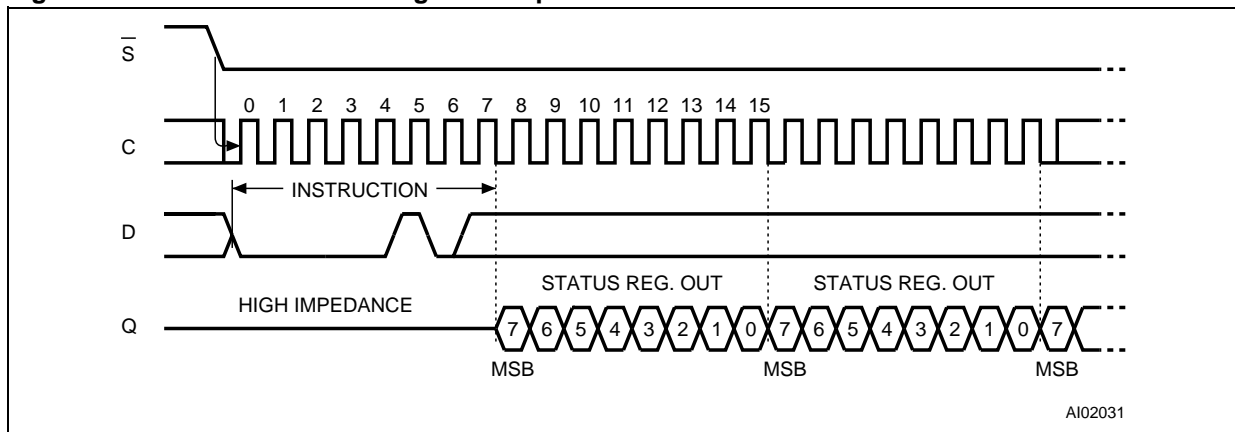 S
0 1 2 3 4 5 6 7 8 9 10 11 12 13 14 15
C
INSTRUCTION
D
STATUS REG. OUT STATUS REG. OUT
HIGH IMPEDANCE
Q 7 6 5 4 3 2 1 0 7 6 5 4 3 2 1 0 7
MSB MSB MSB
AI02031